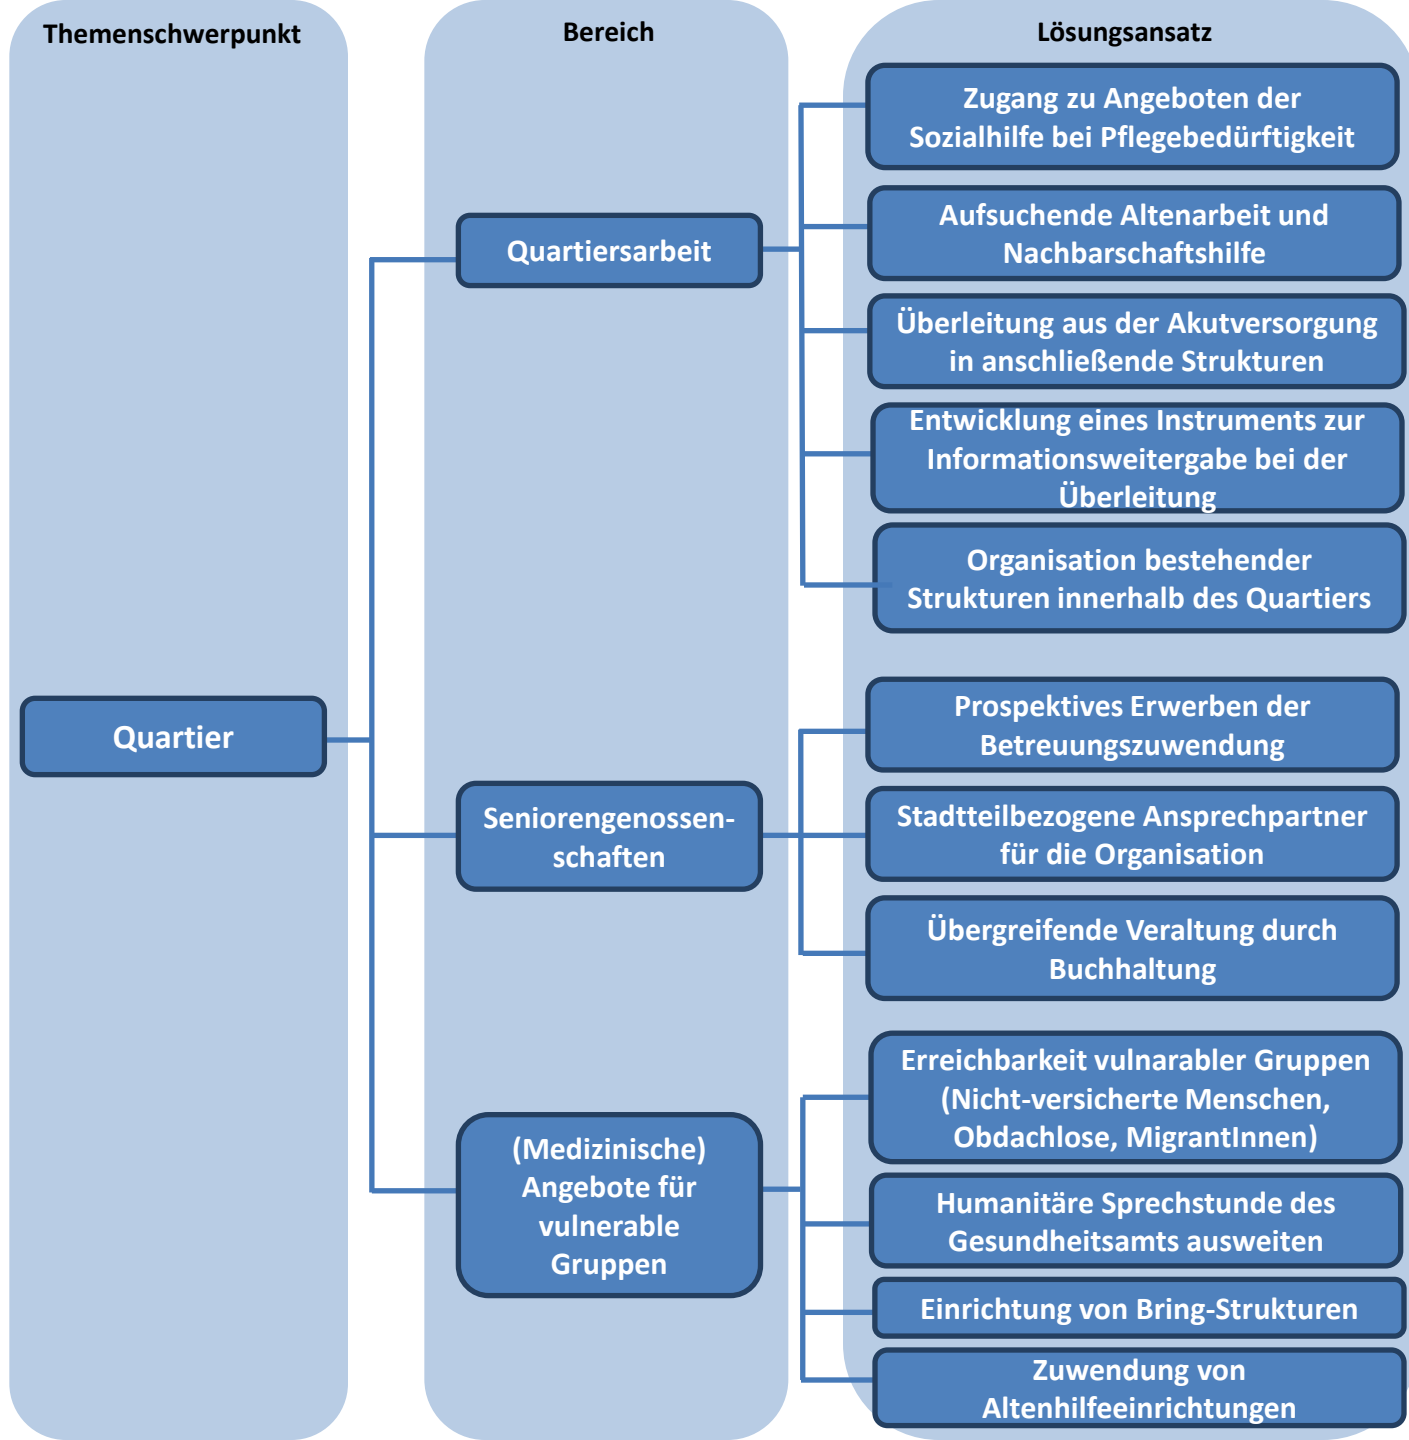 Themenschwerpunkt
Bereich
Lösungsansatz
Quartier
Quartiersarbeit
Zugang zu Angeboten der
Sozialhilfe bei Pflegebedürftigkeit
Aufsuchende Altenarbeit und
Nachbarschaftshilfe
Überleitung aus der Akutversorgung
in anschließende Strukturen
Entwicklung eines Instruments zur
Informationsweitergabe bei der
Überleitung
Organisation bestehender
Strukturen innerhalb des Quartiers
Seniorengenossen-
schaften
Prospektives Erwerben der
Betreuungszuwendung
Stadtteilbezogene Ansprechpartner
für die Organisation
Übergreifende Veraltung durch
Buchhaltung
(Medizinische)
Angebote für
vulnerable
Gruppen
Erreichbarkeit vulnarabler Gruppen
(Nicht-versicherte Menschen,
Obdachlose, MigrantInnen)
Humanitäre Sprechstunde des
Gesundheitsamts ausweiten
Einrichtung von Bring-Strukturen
Zuwendung von
Altenhilfeeinrichtungen